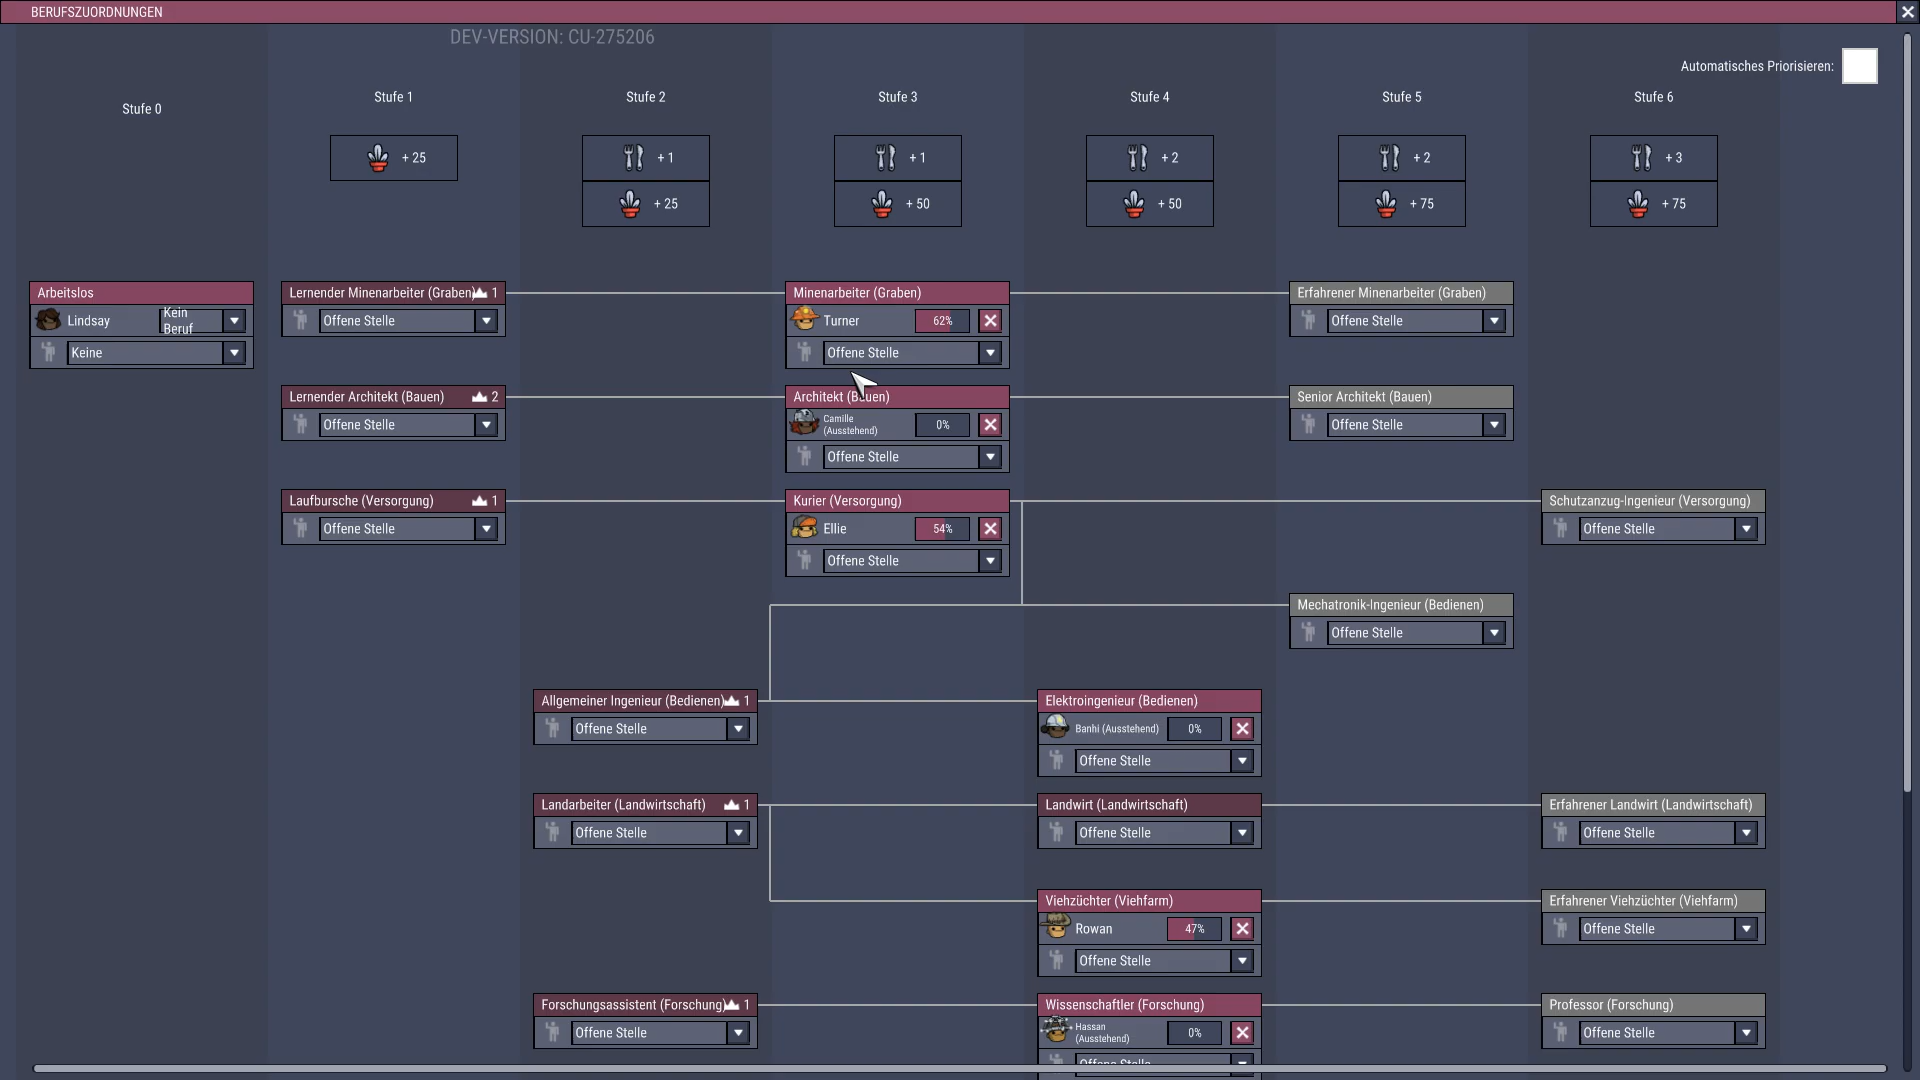 BERUFSZUORDNUNGEN
DEV-VERSION: CU-275206
Automatisches Priorisieren:
Stufe 0
Stufe 1
Stufe 2
Stufe 3
Stufe 4
Stufe 5
Stufe 6
+ 25
+ 1
+ 1
+ 2
+ 2
+ 3
+ 25
+ 50
+ 50
+ 75
+ 75
Arbeitslos
Lindsay
Kein
Beruf
Keine
Lernender Minenarbeiter (Graben) 1
Offene Stelle
Minenarbeiter (Graben)
Turner 62%
Offene Stelle
Erfahrener Minenarbeiter (Graben)
Offene Stelle
Lernender Architekt (Bauen) 2
Offene Stelle
Architekt (Bauen)
Camille
(Ausstehend)
0%
Offene Stelle
Senior Architekt (Bauen)
Offene Stelle
Laufbursche (Versorgung) 1
Offene Stelle
Kurier (Versorgung)
Ellie 54%
Offene Stelle
Schutzanzug-Ingenieur (Versorgung)
Offene Stelle
Mechatronik-Ingenieur (Bedienen)
Offene Stelle
Allgemeiner Ingenieur (Bedienen) 1
Offene Stelle
Elektroingenieur (Bedienen)
Banhi (Ausstehend) 0%
Offene Stelle
Landarbeiter (Landwirtschaft) 1
Offene Stelle
Landwirt (Landwirtschaft)
Offene Stelle
Erfahrener Landwirt (Landwirtschaft)
Offene Stelle
Viehzüchter (Viehfarm)
Rowan 47%
Offene Stelle
Erfahrener Viehzüchter (Viehfarm)
Offene Stelle
Forschungsassistent (Forschung) 1
Offene Stelle
Wissenschaftler (Forschung)
Hassan
(Ausstehend)
0%
Offene Stelle
Professor (Forschung)
Offene Stelle